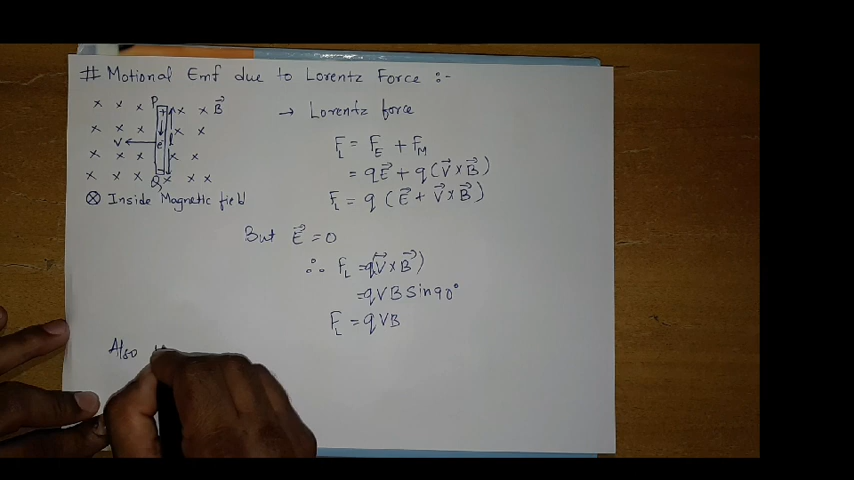 # Motional Emf due to Lorentz Force :-
x x x P + x x B⃗
x x x x x
V e l
x x x x x
x x x Q x x x
⊗ Inside Magnetic field
→ Lorentz force
F_L = F_E + F_M
= qE⃗ + q(V⃗ × B⃗)
F_L = q (E⃗ + V⃗ × B⃗)
But E⃗ = 0
∴ F_L = q(V⃗ × B⃗)
= qVB Sin90°
F_L = qVB
Also